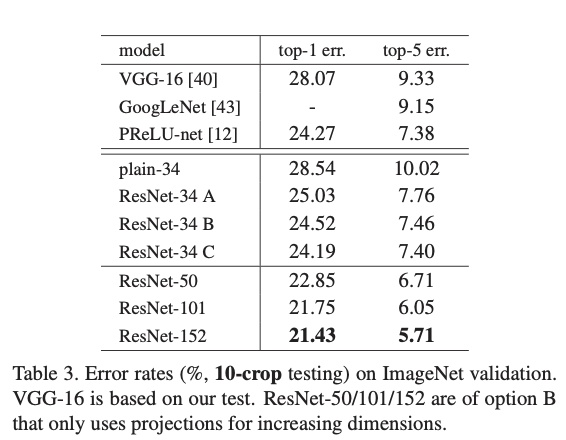 model top-1 err. top-5 err.
VGG-16 [40] 28.07 9.33
GoogLeNet [43] - 9.15
PReLU-net [12] 24.27 7.38
plain-34 28.54 10.02
ResNet-34 A 25.03 7.76
ResNet-34 B 24.52 7.46
ResNet-34 C 24.19 7.40
ResNet-50 22.85 6.71
ResNet-101 21.75 6.05
ResNet-152 21.43 5.71
Table 3. Error rates (%, 10-crop testing) on ImageNet validation.
VGG-16 is based on our test. ResNet-50/101/152 are of option B
that only uses projections for increasing dimensions.